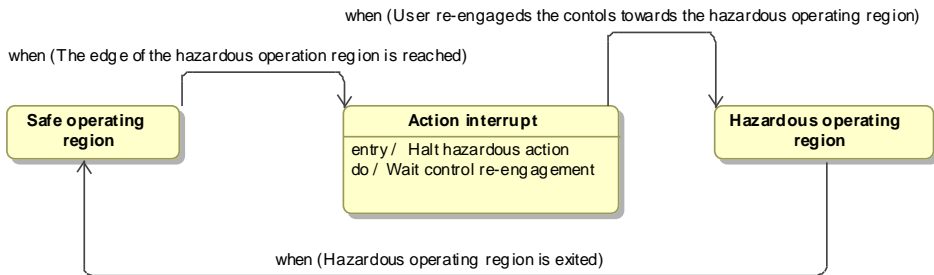 when (User re-engageds the contols towards the hazardous operating region)
when (The edge of the hazardous operation region is reached)
Safe operating
region
Action interrupt
entry / Halt hazardous action
do / Wait control re-engagement
Hazardous operating
region
when (Hazardous operating region is exited)